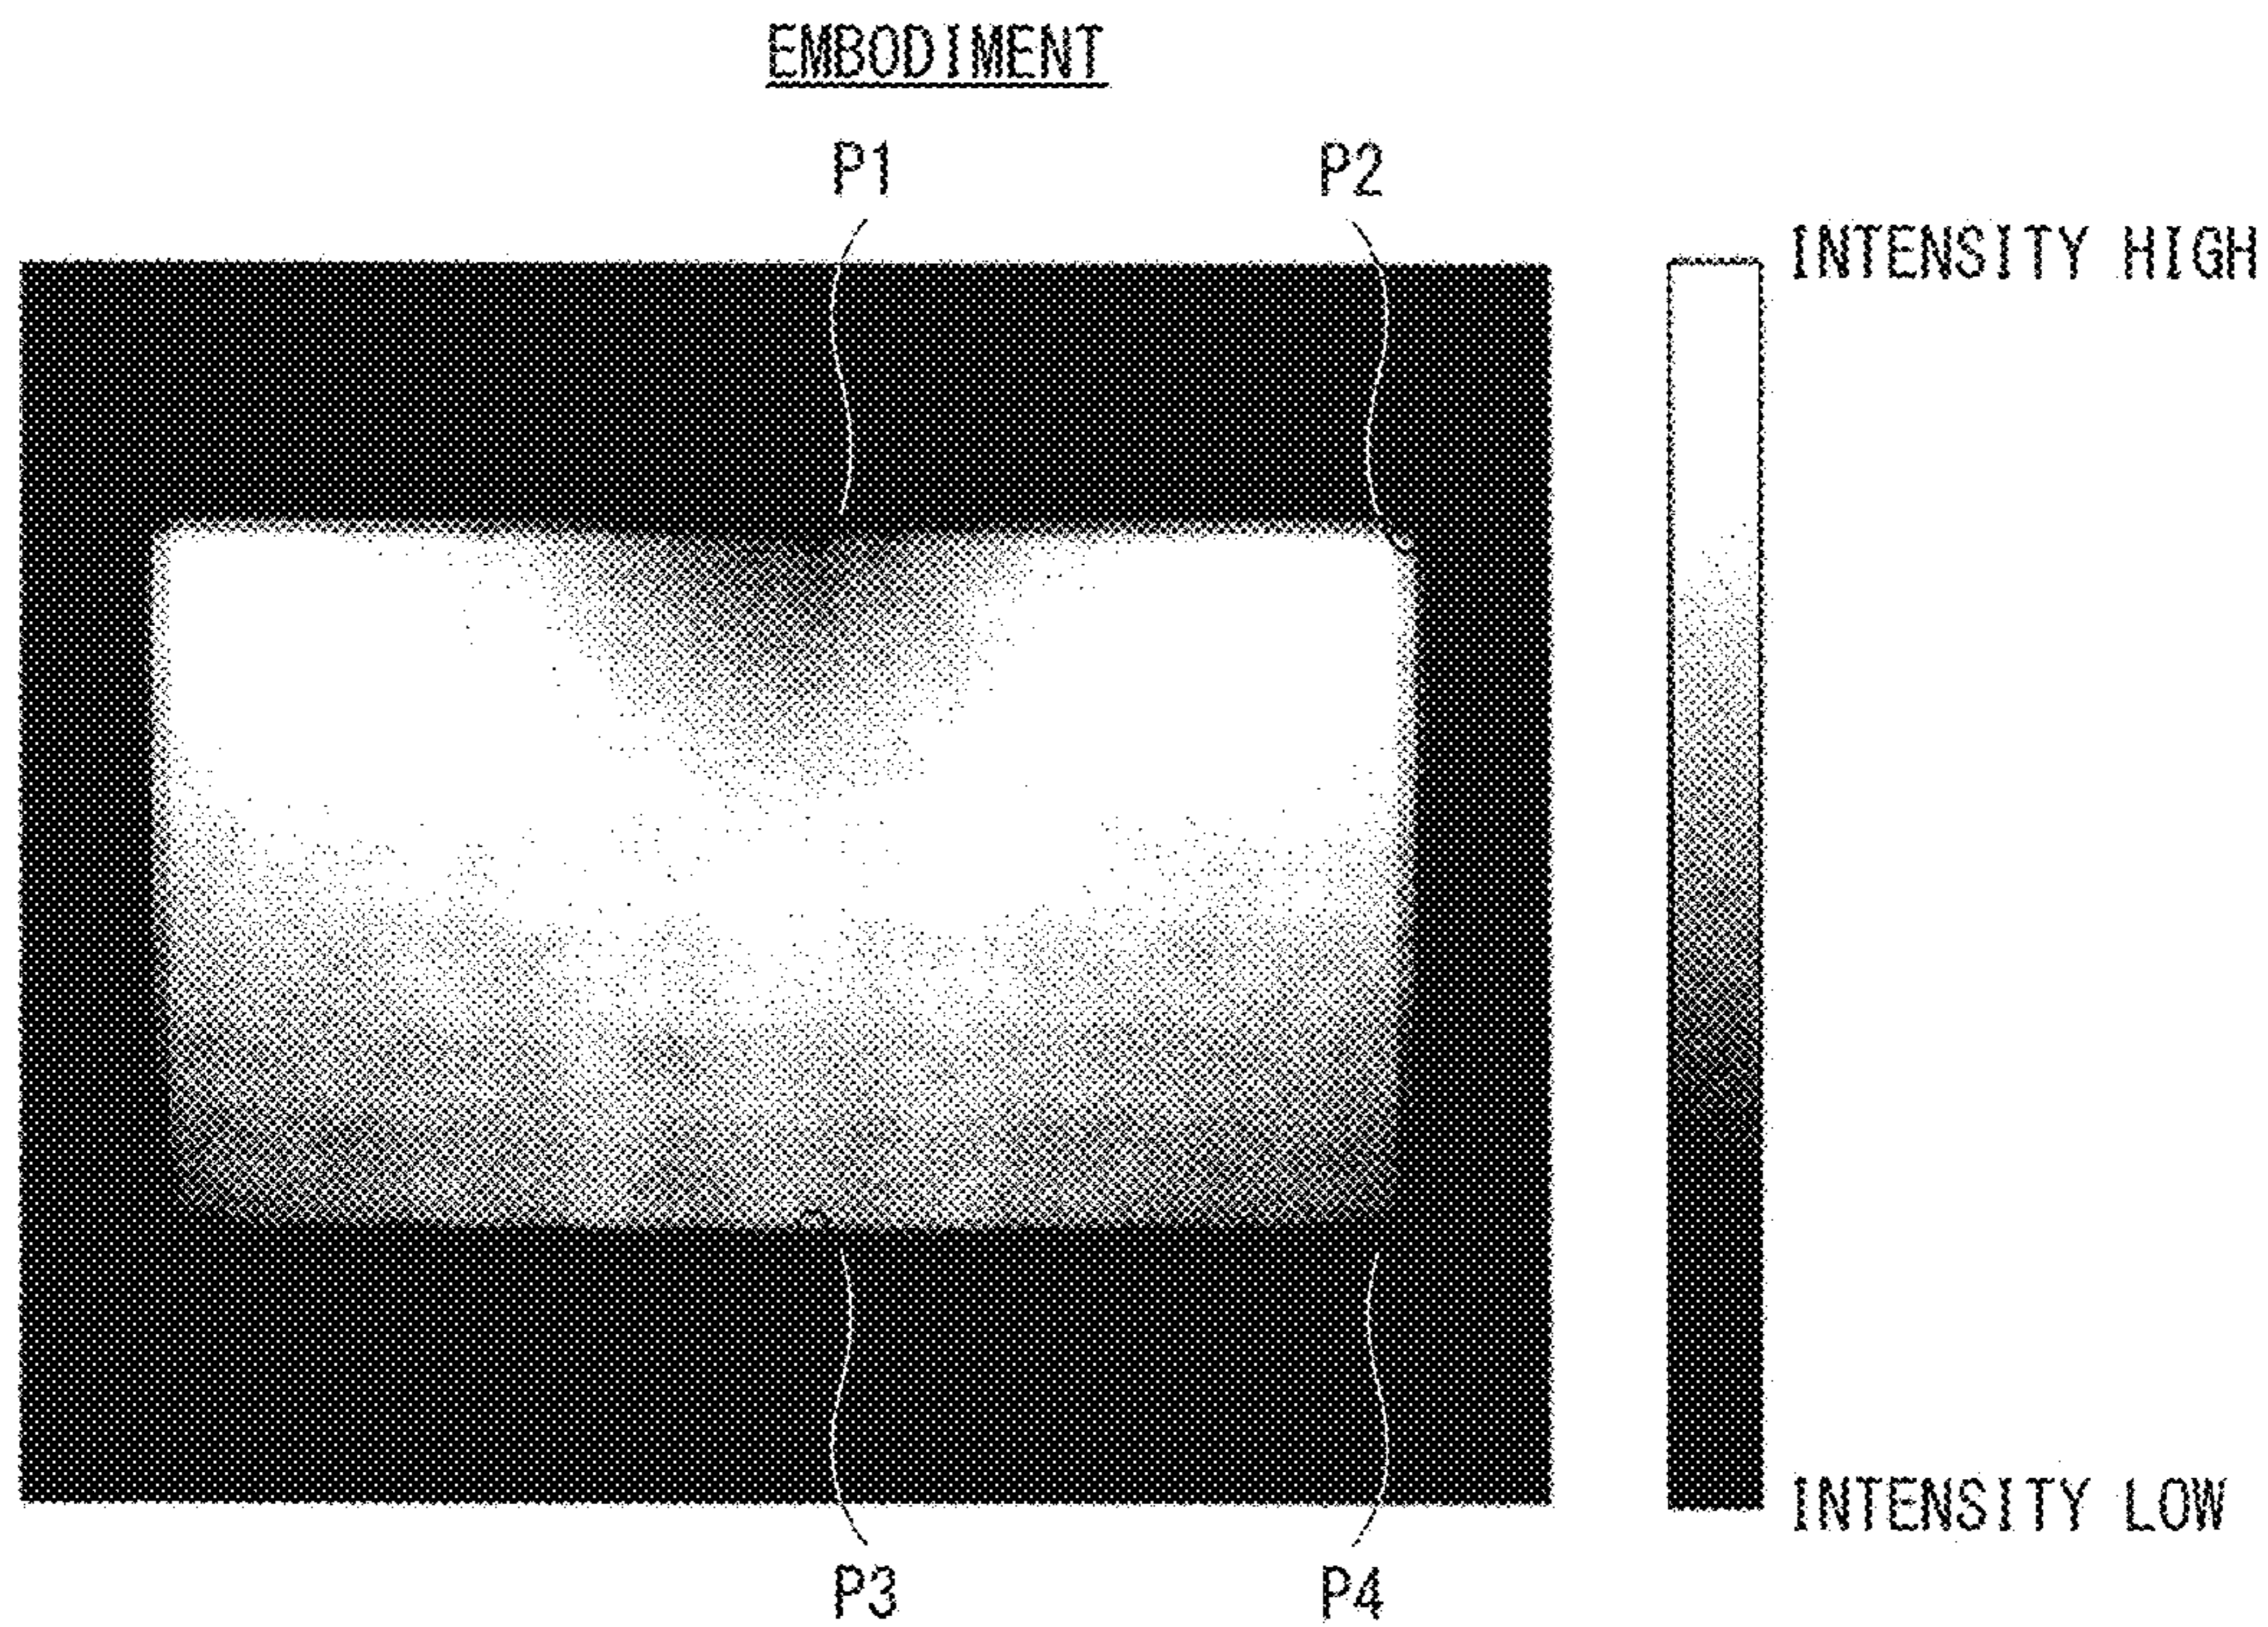 EMBODIMENT
P1
P2
INTENSITY HIGH
INTENSITY LOW
P3
P4